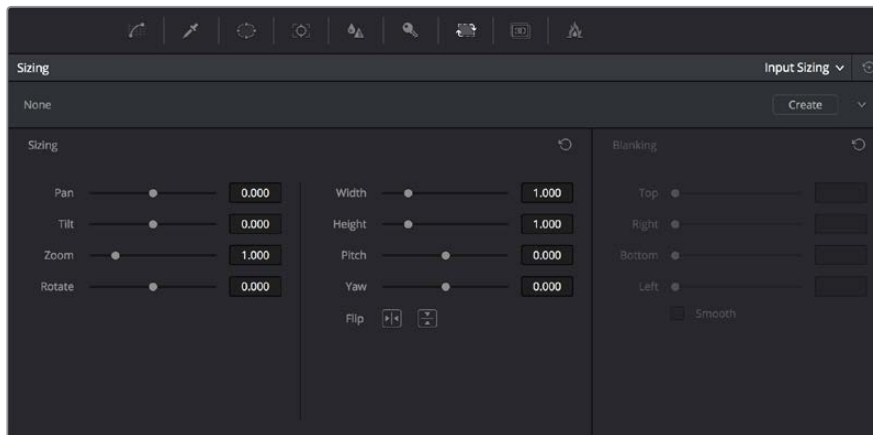 3D
Sizing
Input Sizing
None
Create
Sizing
Blanking
Pan 0.000
Width 1.000
Top
Tilt 0.000
Height 1.000
Right
Zoom 1.000
Pitch 0.000
Bottom
Rotate 0.000
Yaw 0.000
Left
Flip
Smooth